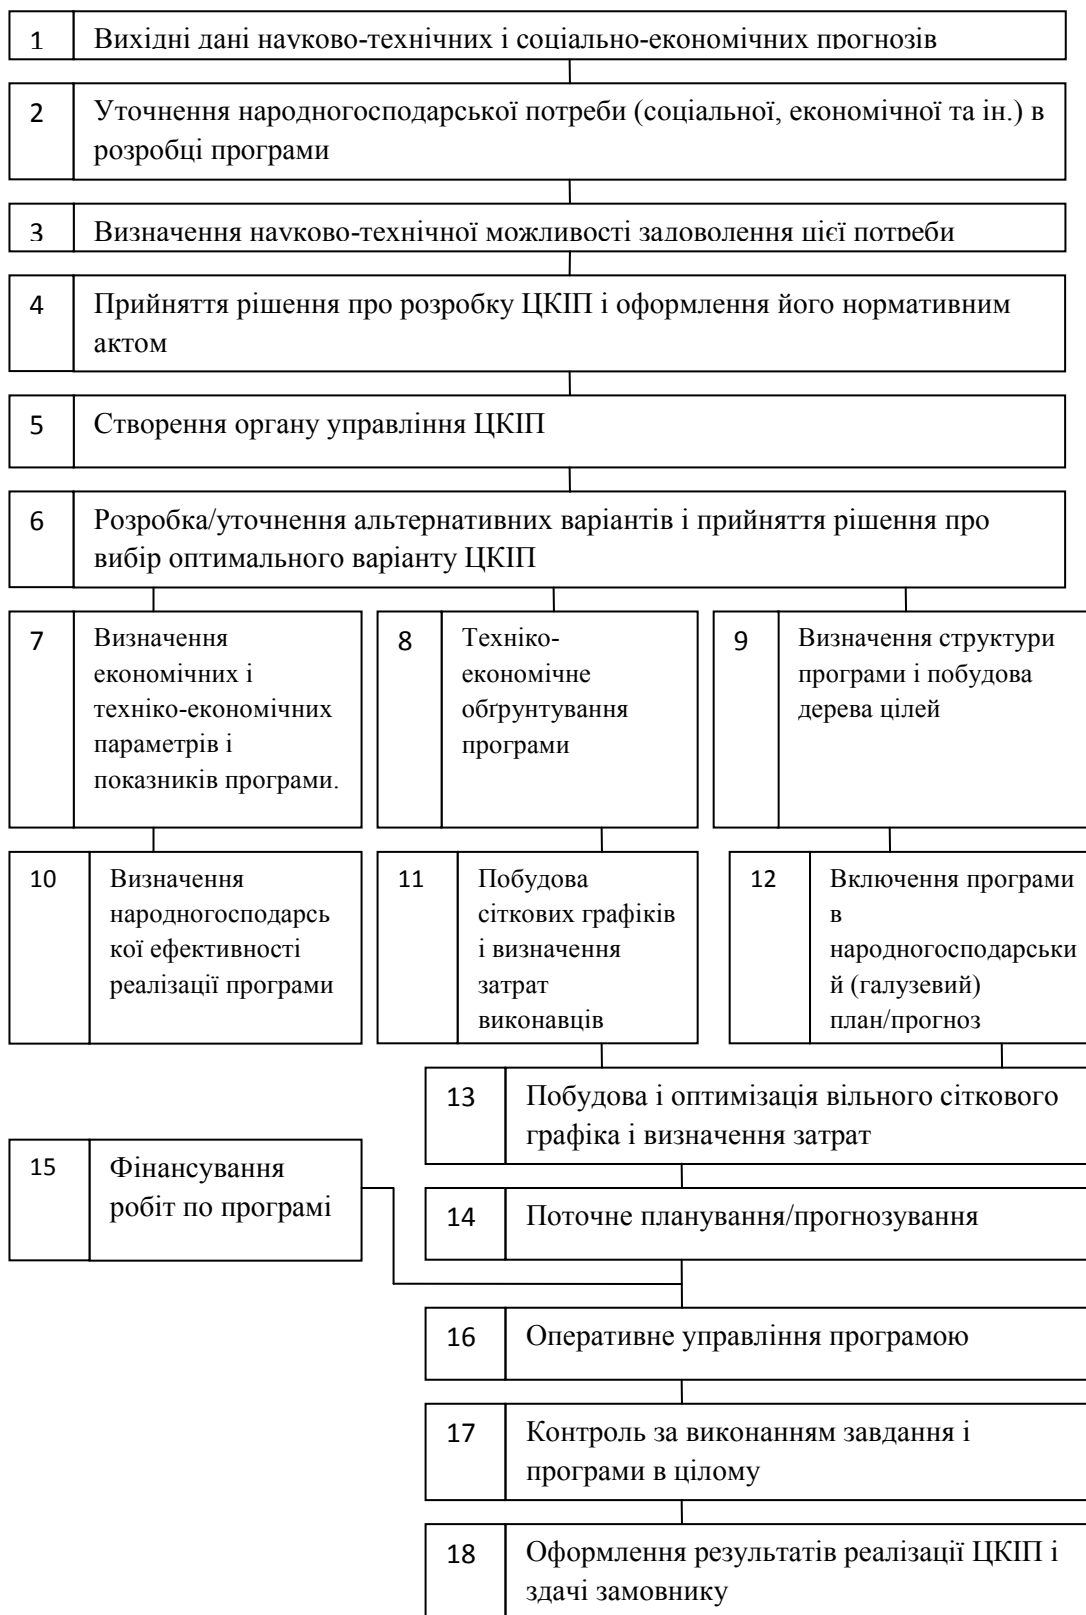 1 Вихідні дані науково-технічних і соціально-економічних прогнозів
2 Уточнення народногосподарської потреби (соціальної, економічної та ін.) в
розробці програми
3 Визначення науково-технічної можливості задоволення цієї потреби
4 Прийняття рішення про розробку ЦКІП і оформлення його нормативним
актом
5 Створення органу управління ЦКІП
6 Розробка/уточнення альтернативних варіантів і прийняття рішення про
вибір оптимального варіанту ЦКІП
7 Визначення
економічних і
техніко-економічних
параметрів і
показників програми.
8 Техніко-
економічне
обґрунтування
програми
9 Визначення структури
програми і побудова
дерева цілей
10 Визначення
народногосподарсь
кої ефективності
реалізації програми
11 Побудова
сіткових графіків
і визначення
затрат
виконавців
12 Включення програми
в
народногосподарськи
й (галузевий)
план/прогноз
13 Побудова і оптимізація вільного сіткового
графіка і визначення затрат
15 Фінансування
робіт по програмі
14 Поточне планування/прогнозування
16 Оперативне управління програмою
17 Контроль за виконанням завдання і
програми в цілому
18 Оформлення результатів реалізації ЦКІП і
здачі замовнику